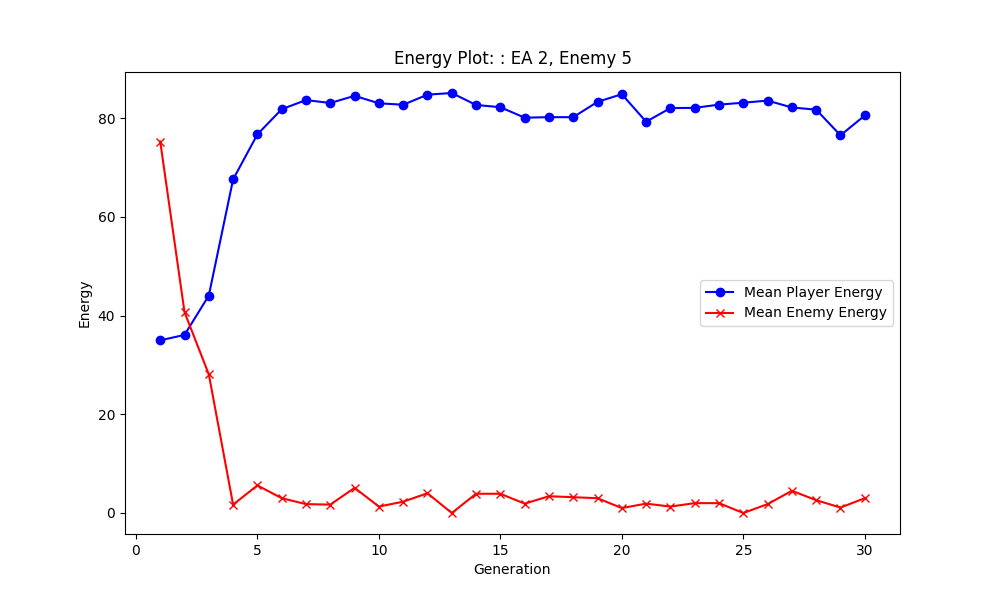 Energy Plot: : EA 2, Enemy 5
Energy
80
60
40
20
0
Mean Player Energy
Mean Enemy Energy
0 5 10 15 20 25 30
Generation